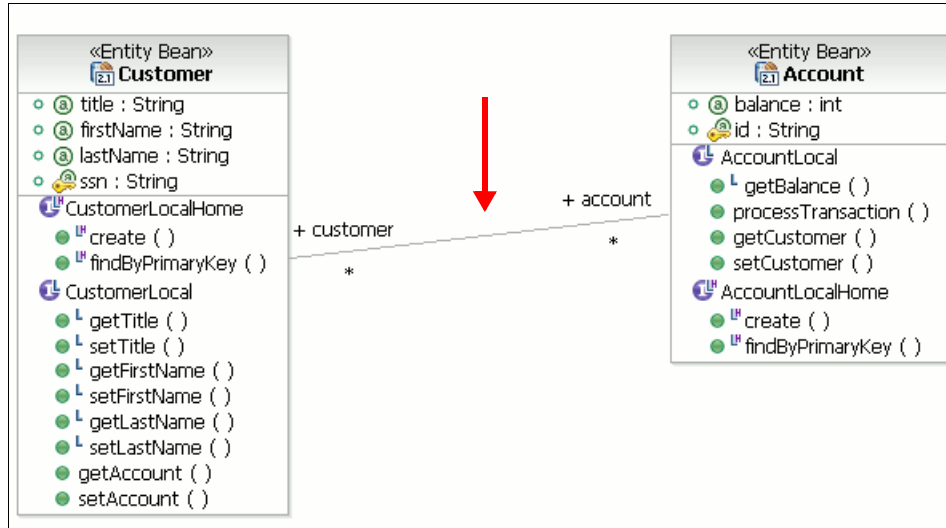 «Entity Bean»
Customer
title : String
firstName : String
lastName : String
ssn : String
CustomerLocalHome
create ( )
findByPrimaryKey ( )
CustomerLocal
getTitle ( )
setTitle ( )
getFirstName ( )
setFirstName ( )
getLastName ( )
setLastName ( )
getAccount ( )
setAccount ( )
+ customer
*
+ account
*
«Entity Bean»
Account
balance : int
id : String
AccountLocal
getBalance ( )
processTransaction ( )
getCustomer ( )
setCustomer ( )
AccountLocalHome
create ( )
findByPrimaryKey ( )